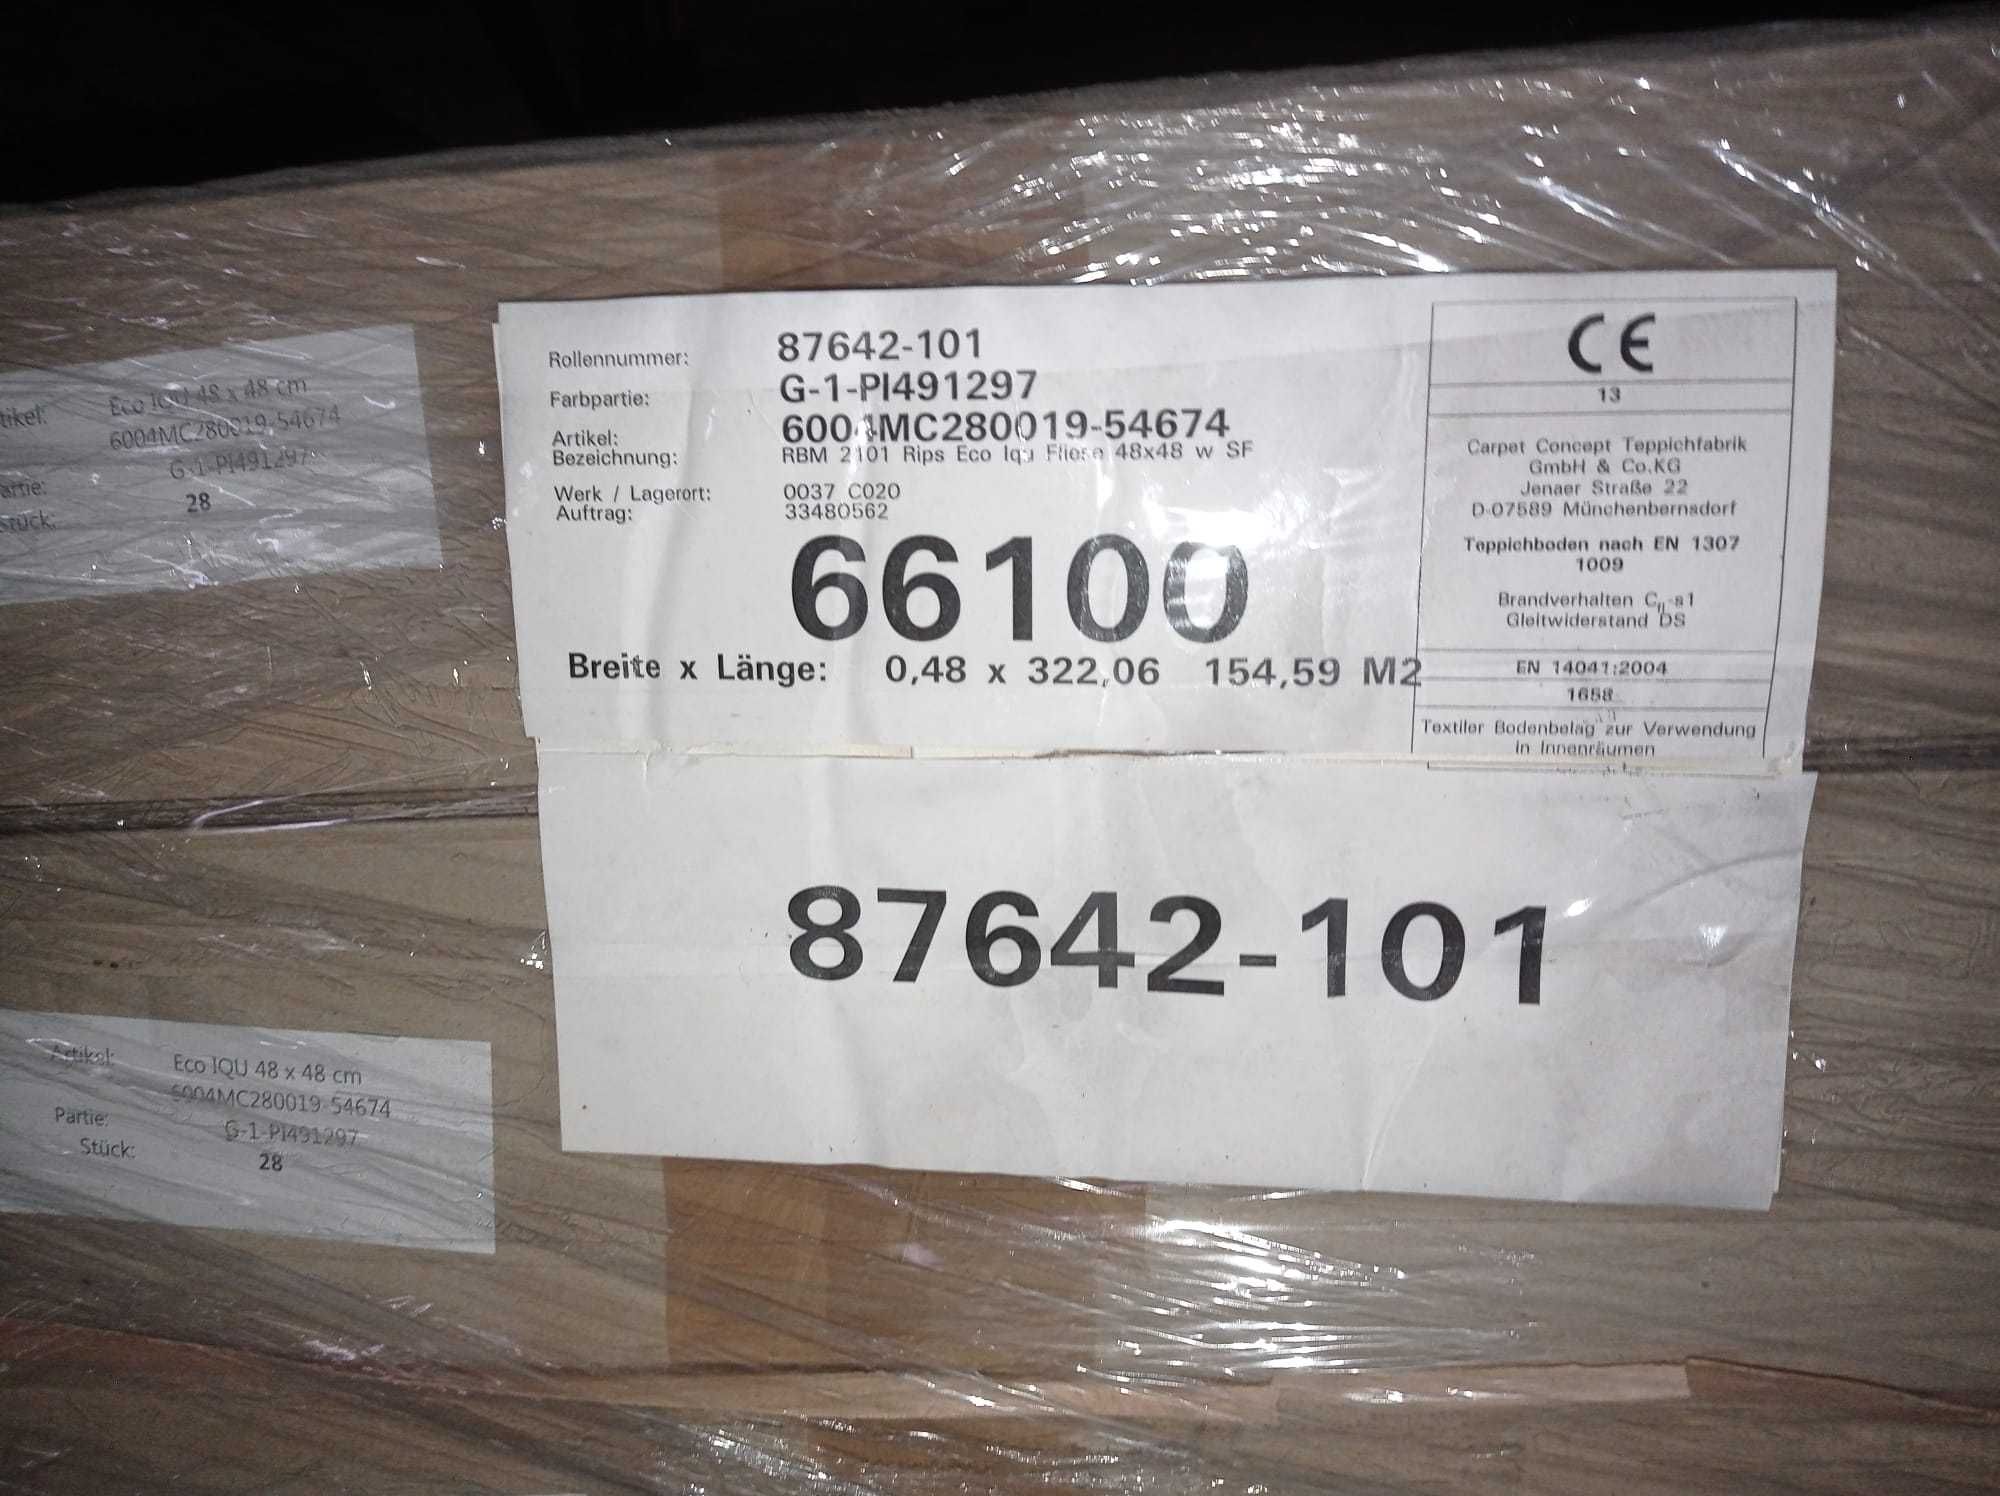 Rollennummer: 87642-101
Farbpartie: G-1-PI491297
Artikel: 6004MC280019-54674
Bezeichnung: RBM 2101 Rips Eco Iqu Fliese 48x48 w SF
Werk / Lagerort: 0037 C020
Auftrag: 33480562
66100
Breite x Länge: 0,48 x 322,06 154,59 M2
CE
13
Carpet Concept Teppichfabrik
GmbH & Co.KG
Jenaer Straße 22
D-07589 Münchenbernsdorf
Teppichboden nach EN 1307
1009
Brandverhalten Cfl-s1
Gleitwiderstand DS
EN 14041:2004
1658
Textiler Bodenbelag zur Verwendung
in Innenräumen
87642-101
tikel: Eco IQU 48 x 48 cm
6004MC280019-54674
artie: G-1-PI491297
Stück: 28
Artikel: Eco IQU 48 x 48 cm
6004MC280019-54674
Partie: G-1-PI491297
Stück: 28